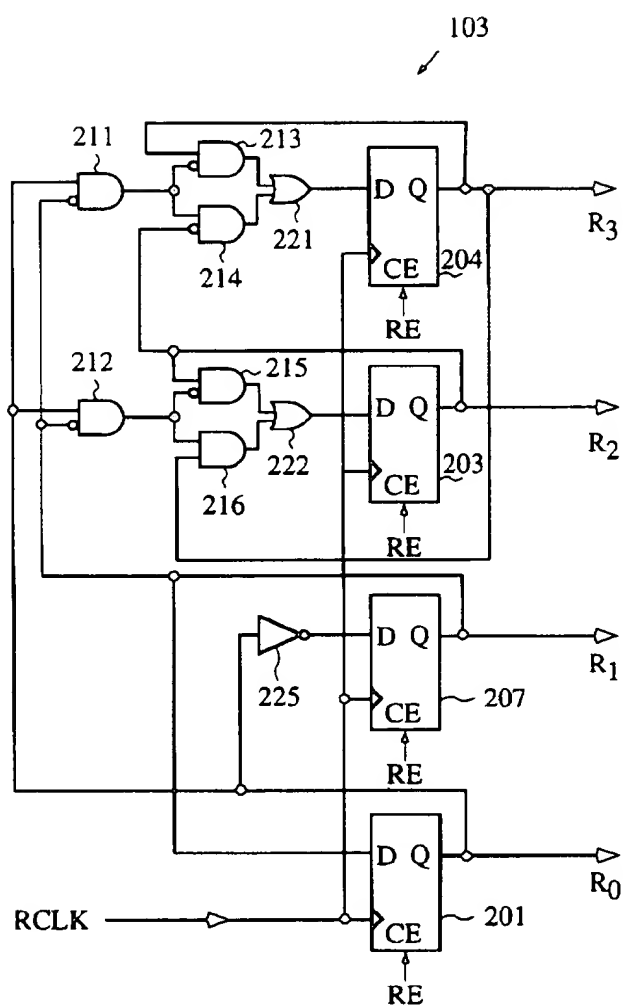 103
211
213
221
214
D Q
CE
204
RE
R3
212
215
222
216
D Q
CE
203
RE
R2
225
D Q
CE
207
RE
R1
D Q
CE
201
RE
R0
RCLK